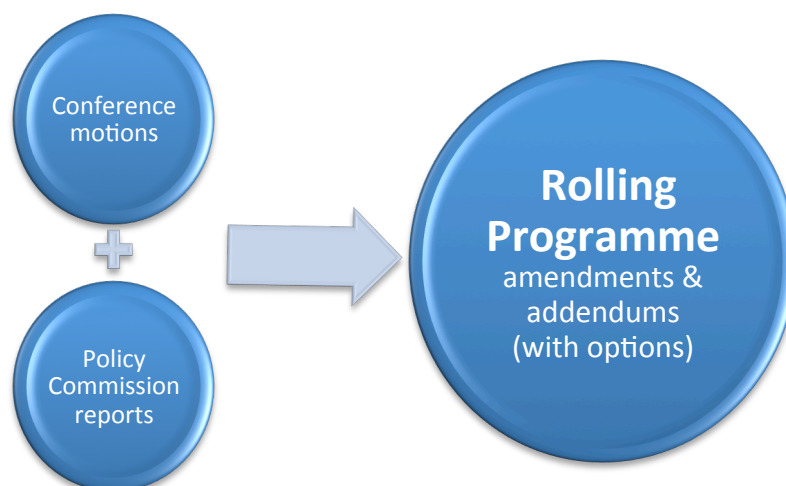 Conference
motions
Policy
Commission
reports
Rolling
Programme
amendments &
addendums
(with options)